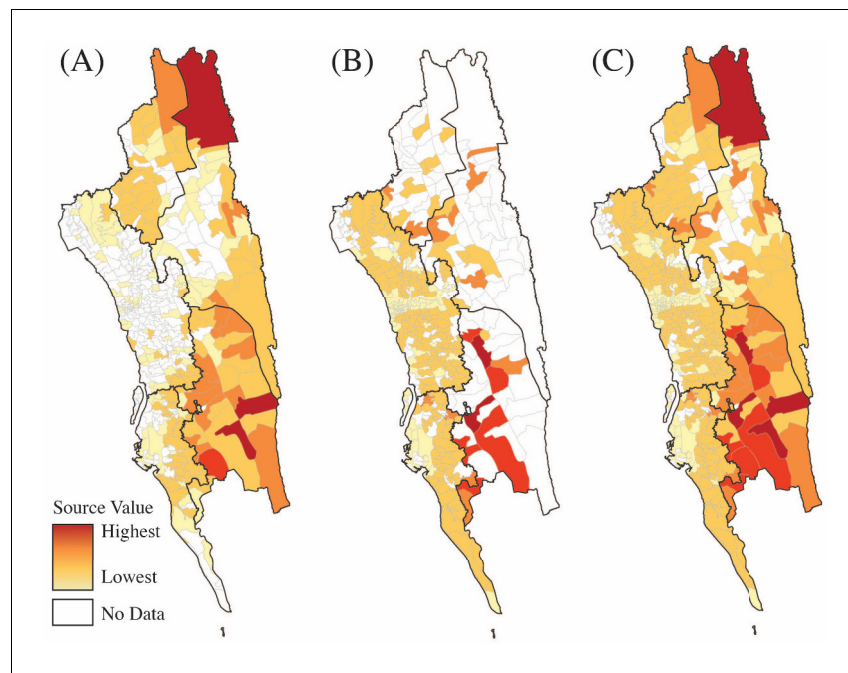 (A)
(B)
(C)
Source Value
Highest
Lowest
No Data